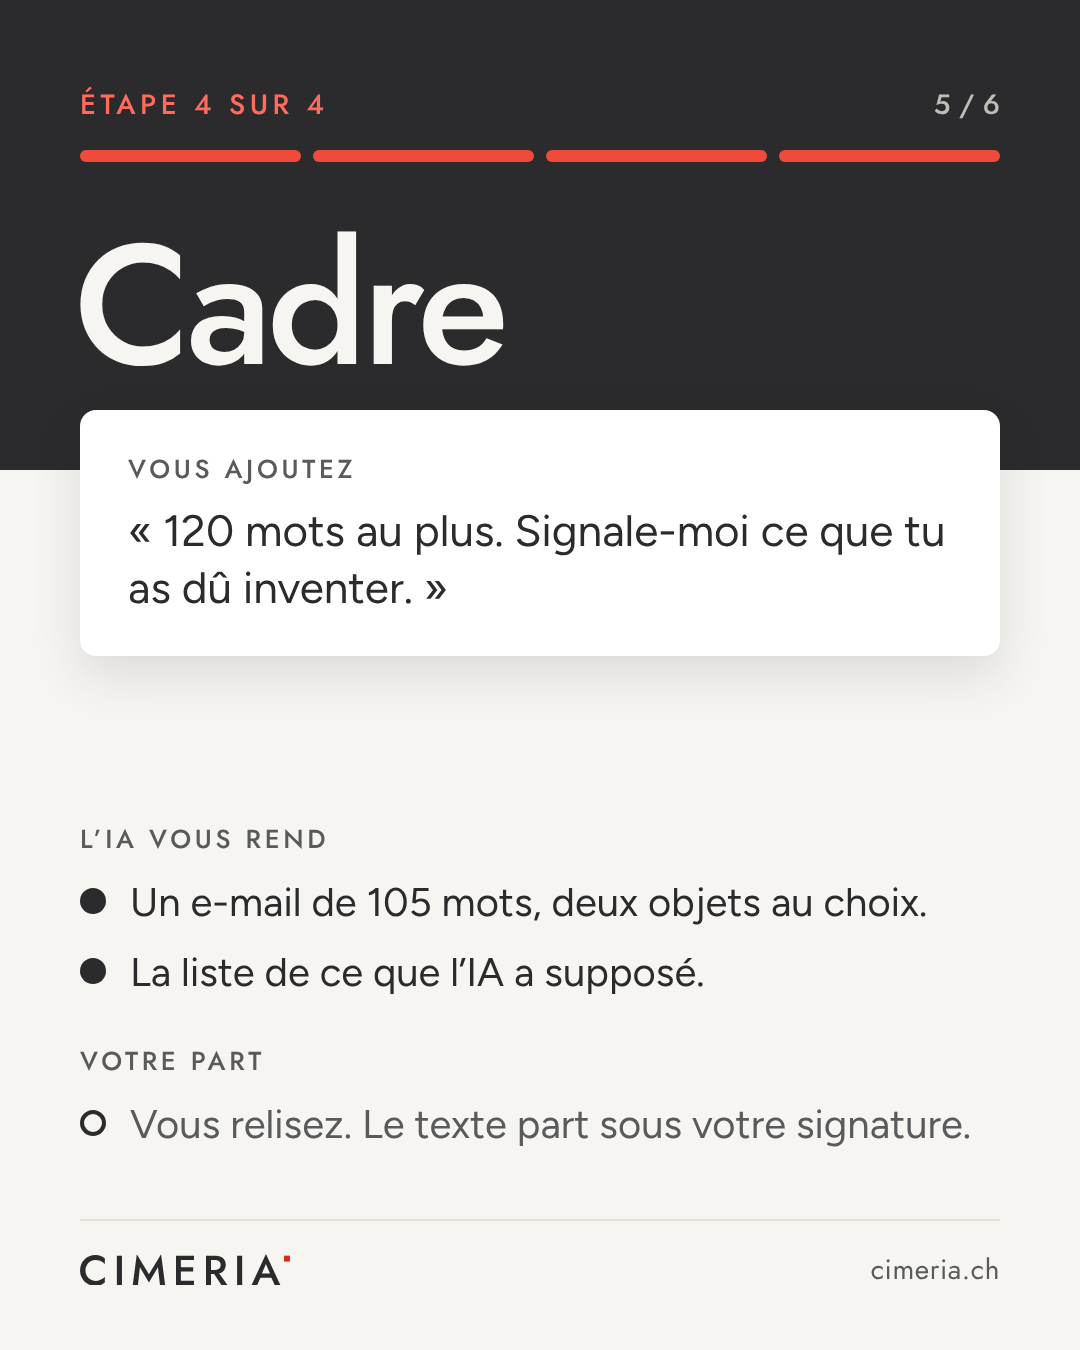 ÉTAPE 4 SUR 4
5 / 6
Cadre
VOUS AJOUTEZ
« 120 mots au plus. Signale-moi ce que tu
as dû inventer. »
L’IA VOUS REND
Un e-mail de 105 mots, deux objets au choix.
La liste de ce que l’IA a supposé.
VOTRE PART
Vous relisez. Le texte part sous votre signature.
CIMERIA
cimeria.ch